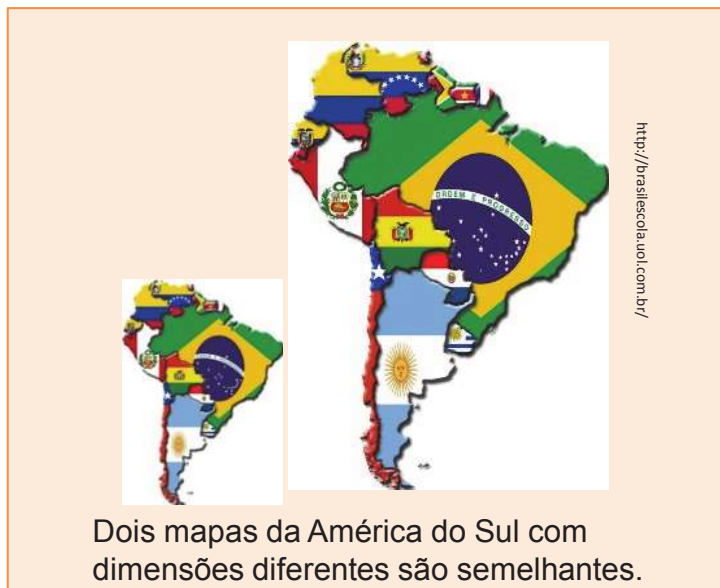 http://brasilescola.uol.com.br/
ORDEM E PROGRESSO
Dois mapas da América do Sul com
dimensões diferentes são semelhantes.